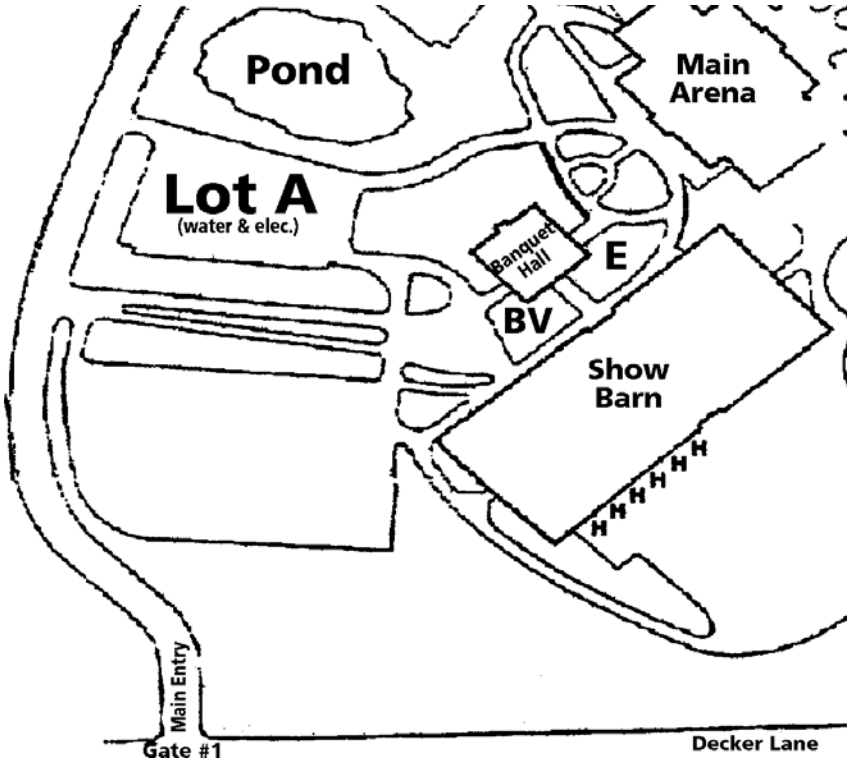 Pond
Main
Arena
Lot A
(water & elec.)
Banquet
Hall
E
BV
Show
Barn
H
H
H
H
H
H
Main Entry
Gate #1
Decker Lane